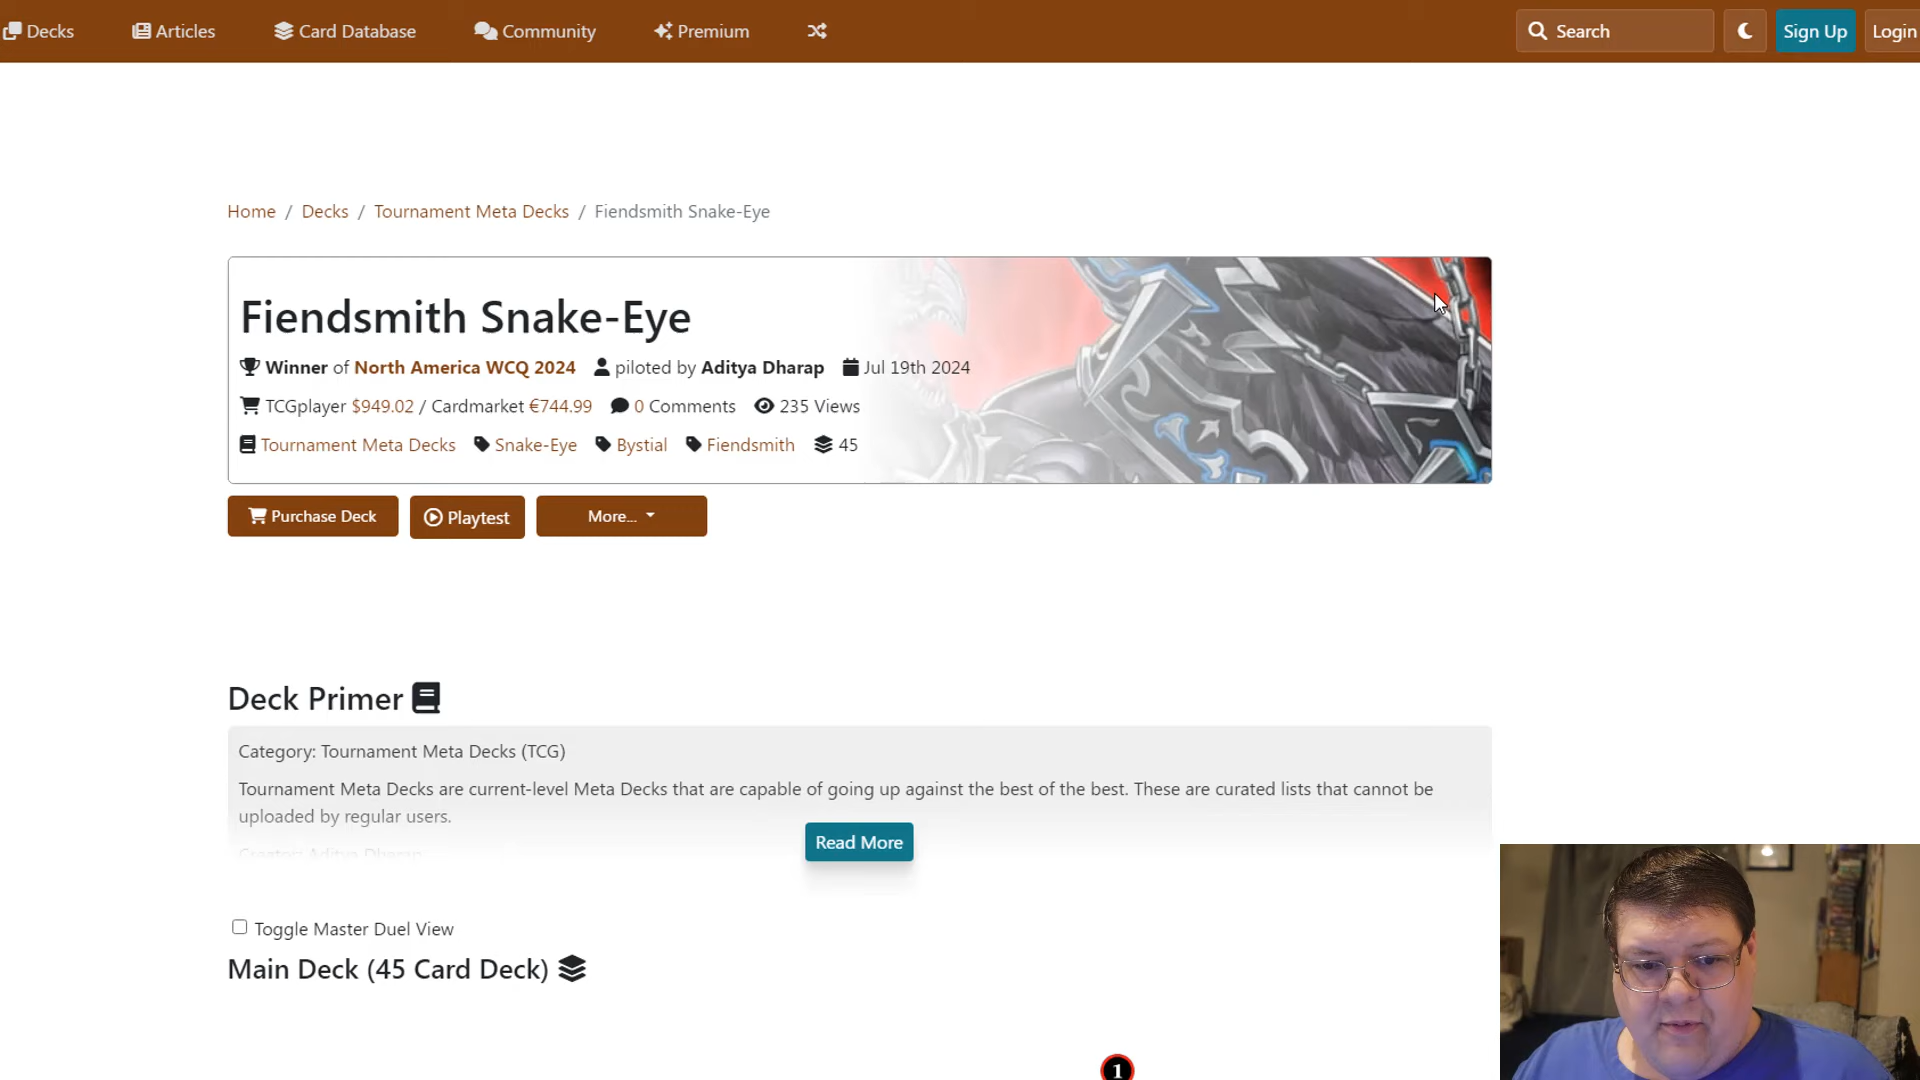 Decks Articles Card Database Community Premium Search Sign Up Login
Home / Decks / Tournament Meta Decks / Fiendsmith Snake-Eye
Fiendsmith Snake-Eye
Winner of North America WCQ 2024 piloted by Aditya Dharap Jul 19th 2024
TCGplayer $949.02 / Cardmarket €744.99 0 Comments 235 Views
Tournament Meta Decks Snake-Eye Bystial Fiendsmith 45
Purchase Deck Playtest More...
Deck Primer
Category: Tournament Meta Decks (TCG)
Tournament Meta Decks are current-level Meta Decks that are capable of going up against the best of the best. These are curated lists that cannot be
uploaded by regular users.
Read More
Creator: Aditya Dharap
Toggle Master Duel View
Main Deck (45 Card Deck)
1